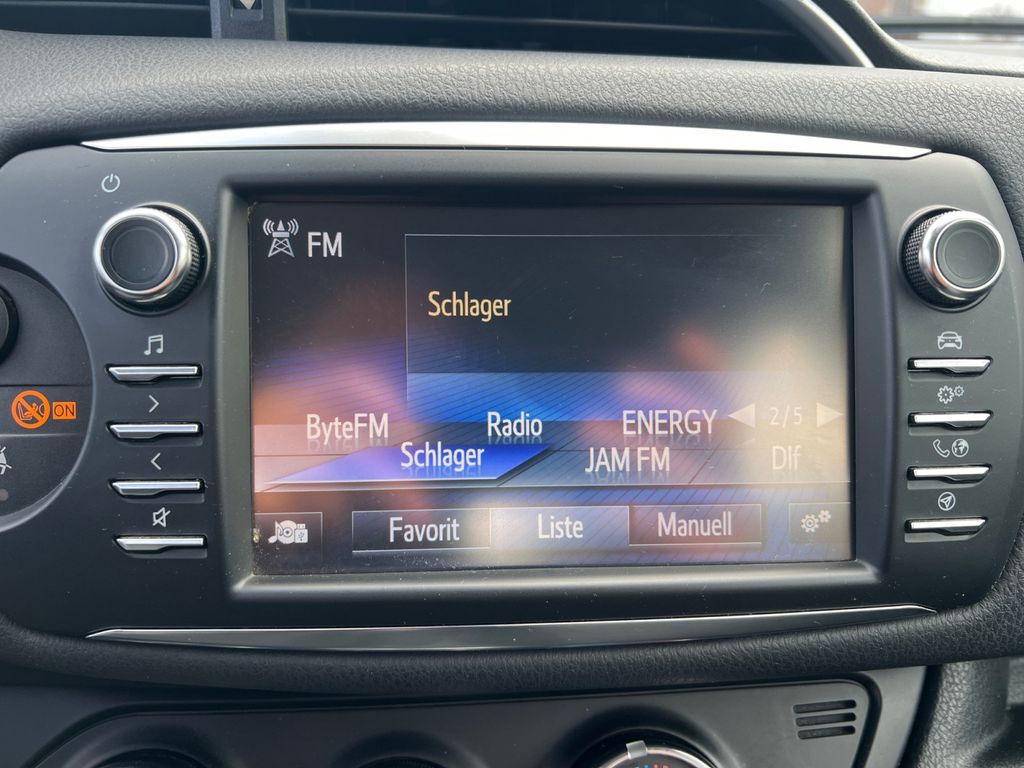 FM
Schlager
ByteFM Radio ENERGY 2/5
Schlager JAM FM Dlf
Favorit Liste Manuell
ON